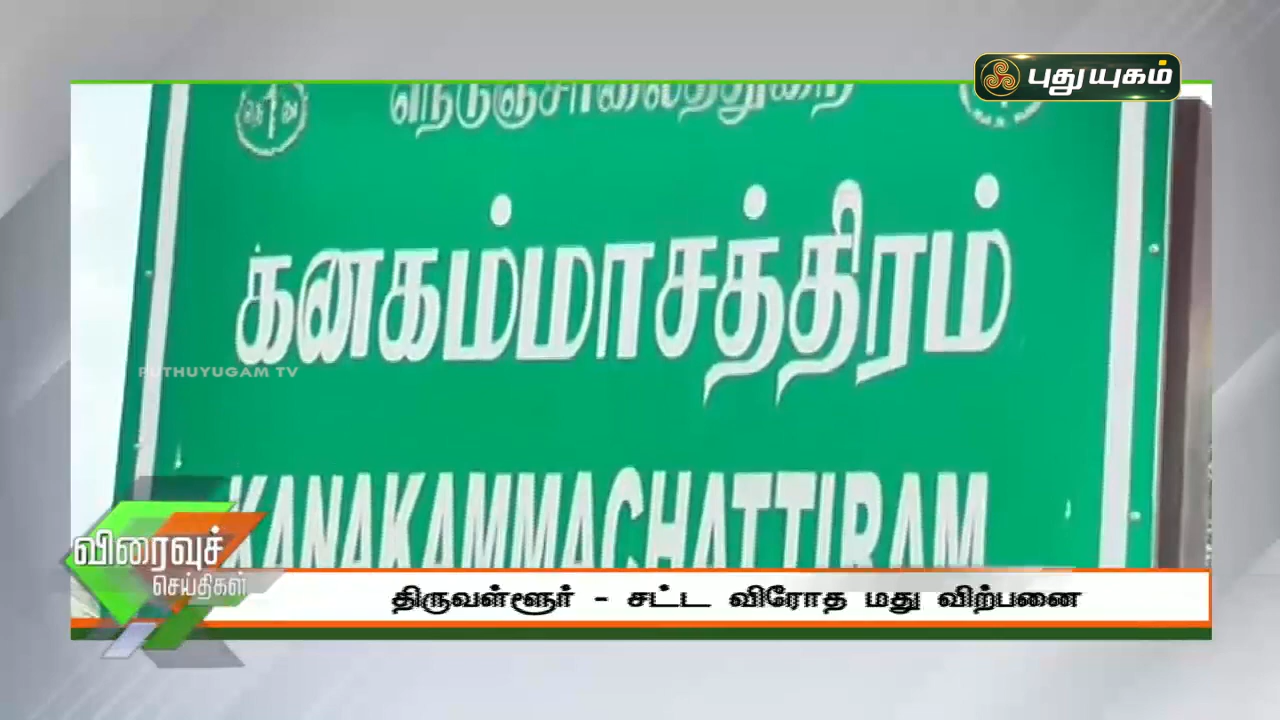 புதுயுகம்
நெடுஞ்சாலைத்துறை
கனகம்மாசத்திரம்
PUTHUYUGAM TV
KANAKAMMACHATTIRAM
விரைவுச்
செய்திகள்
திருவள்ளூர் - சட்ட விரோத மது விற்பனை